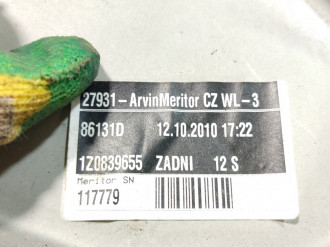 27931-ArvinMeritor CZ WL-3
86131D 12.10.2010 17:22
1Z0839655 ZADNI 12 S
Meritor SN
117779